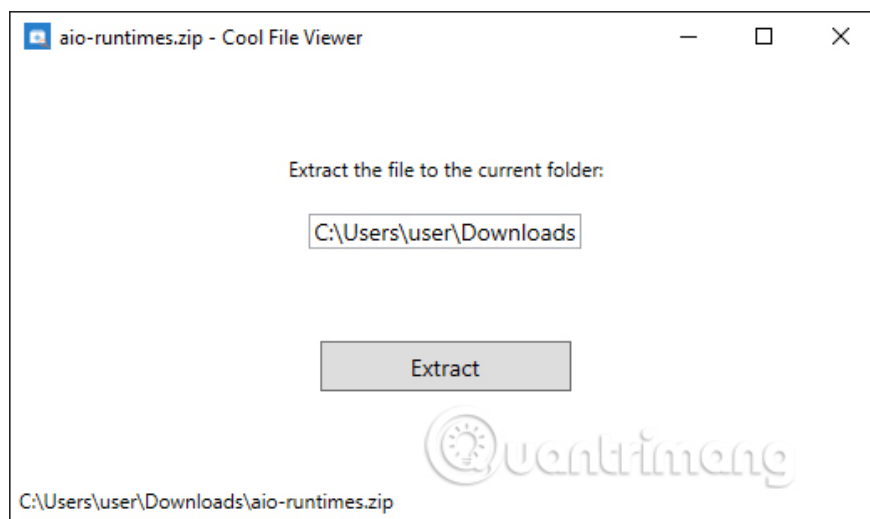 aio-runtimes.zip - Cool File Viewer
Extract the file to the current folder:
C:\Users\user\Downloads
Extract
Quantrimang
C:\Users\user\Downloads\aio-runtimes.zip